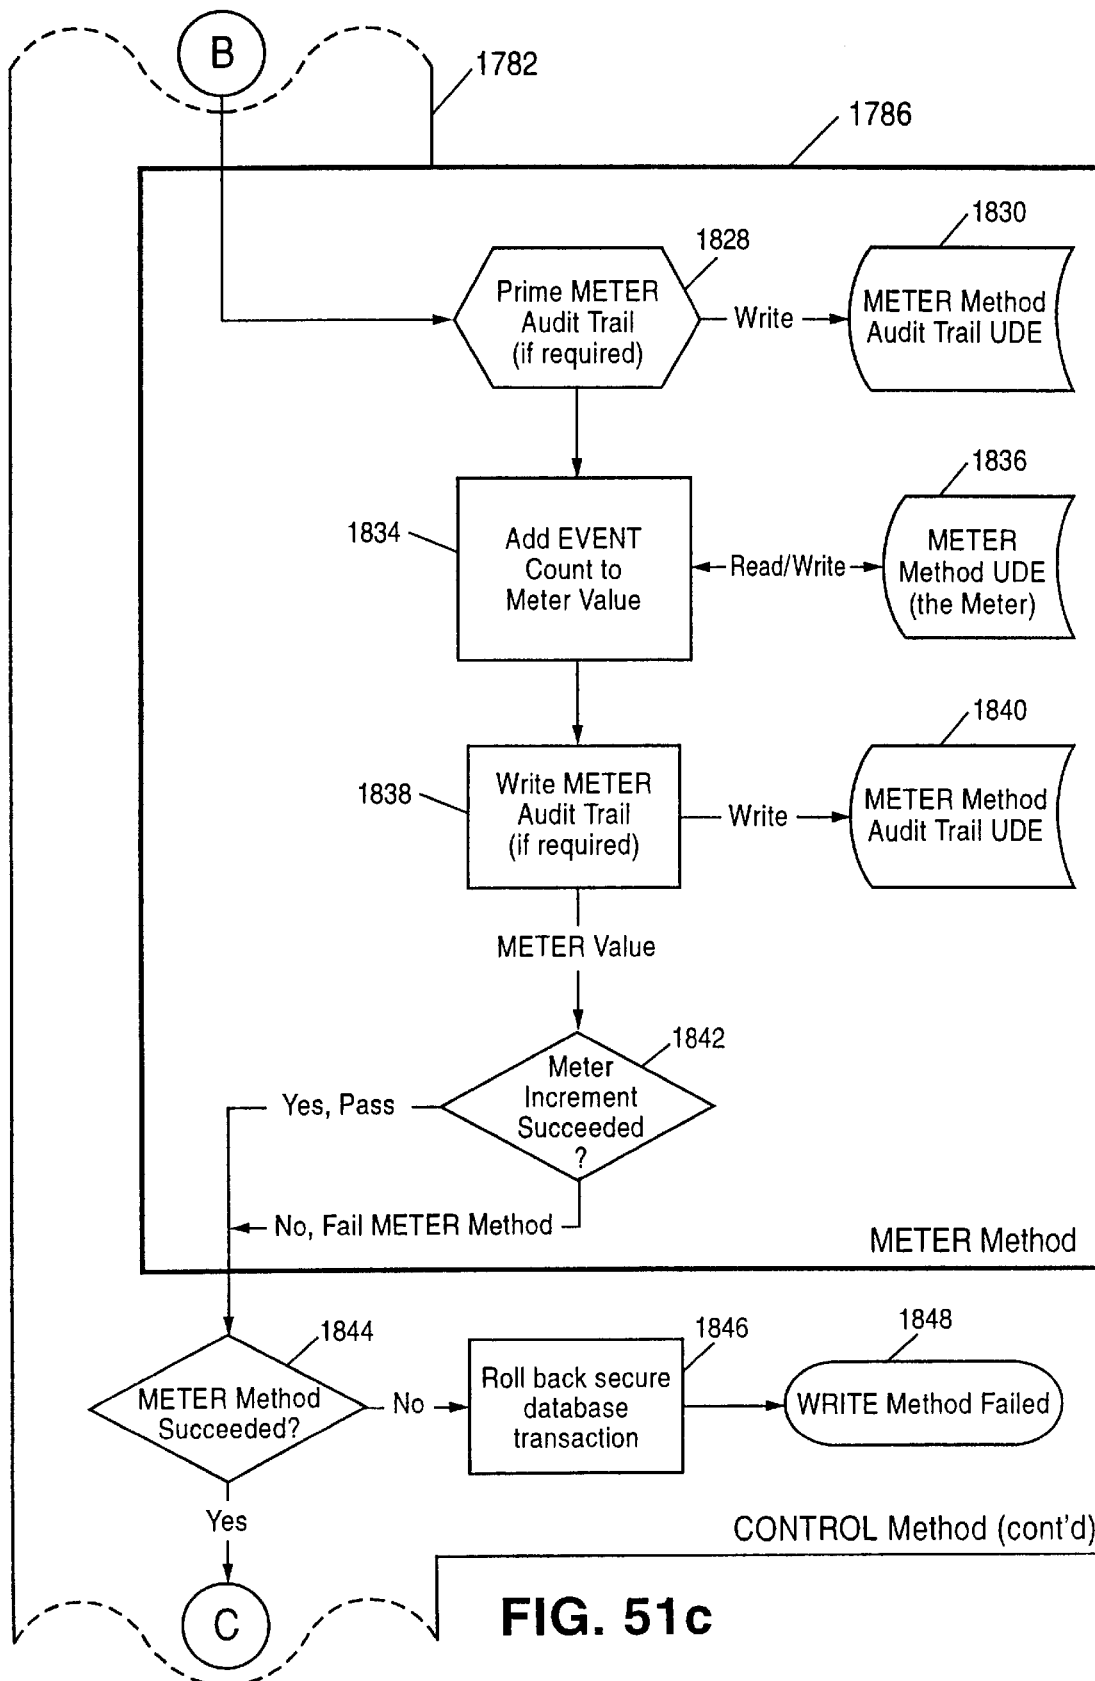 B
1782
1786
1828
1830
Prime METER
Audit Trail
(if required)
Write
METER Method
Audit Trail UDE
1834
1836
Add EVENT
Count to
Meter Value
Read/Write
METER
Method UDE
(the Meter)
1838
1840
Write METER
Audit Trail
(if required)
Write
METER Method
Audit Trail UDE
METER Value
1842
Meter
Increment
Succeeded
?
Yes, Pass
No, Fail METER Method
METER Method
1844
1846
1848
METER Method
Succeeded?
No
Roll back secure
database
transaction
WRITE Method Failed
Yes
CONTROL Method (cont'd)
C
FIG. 51c